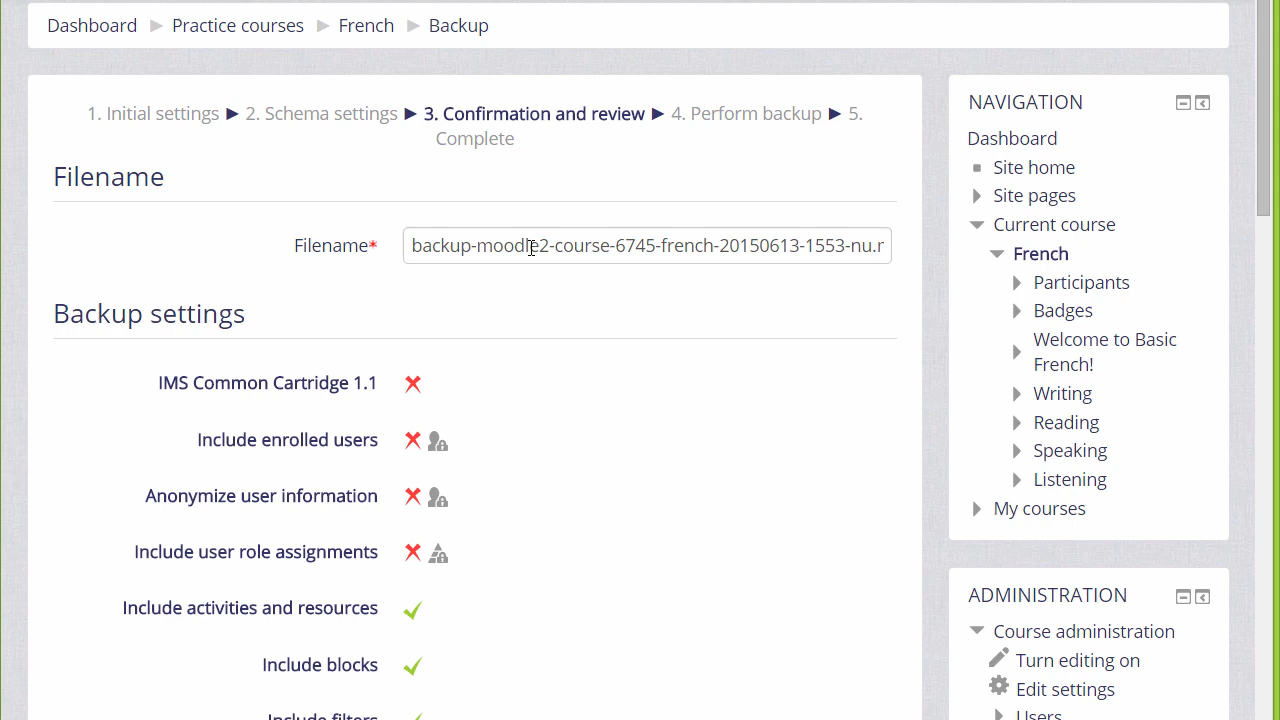 Dashboard ▶ Practice courses ▶ French ▶ Backup
1. Initial settings ▶ 2. Schema settings ▶ 3. Confirmation and review ▶ 4. Perform backup ▶ 5.
Complete
Filename
Filename*
backup-moodle2-course-6745-french-20150613-1553-nu.
Backup settings
IMS Common Cartridge 1.1
Include enrolled users
Anonymize user information
Include user role assignments
Include activities and resources
Include blocks
Include filters
NAVIGATION
Dashboard
Site home
Site pages
Current course
French
Participants
Badges
Welcome to Basic
French!
Writing
Reading
Speaking
Listening
My courses
ADMINISTRATION
Course administration
Turn editing on
Edit settings
Users